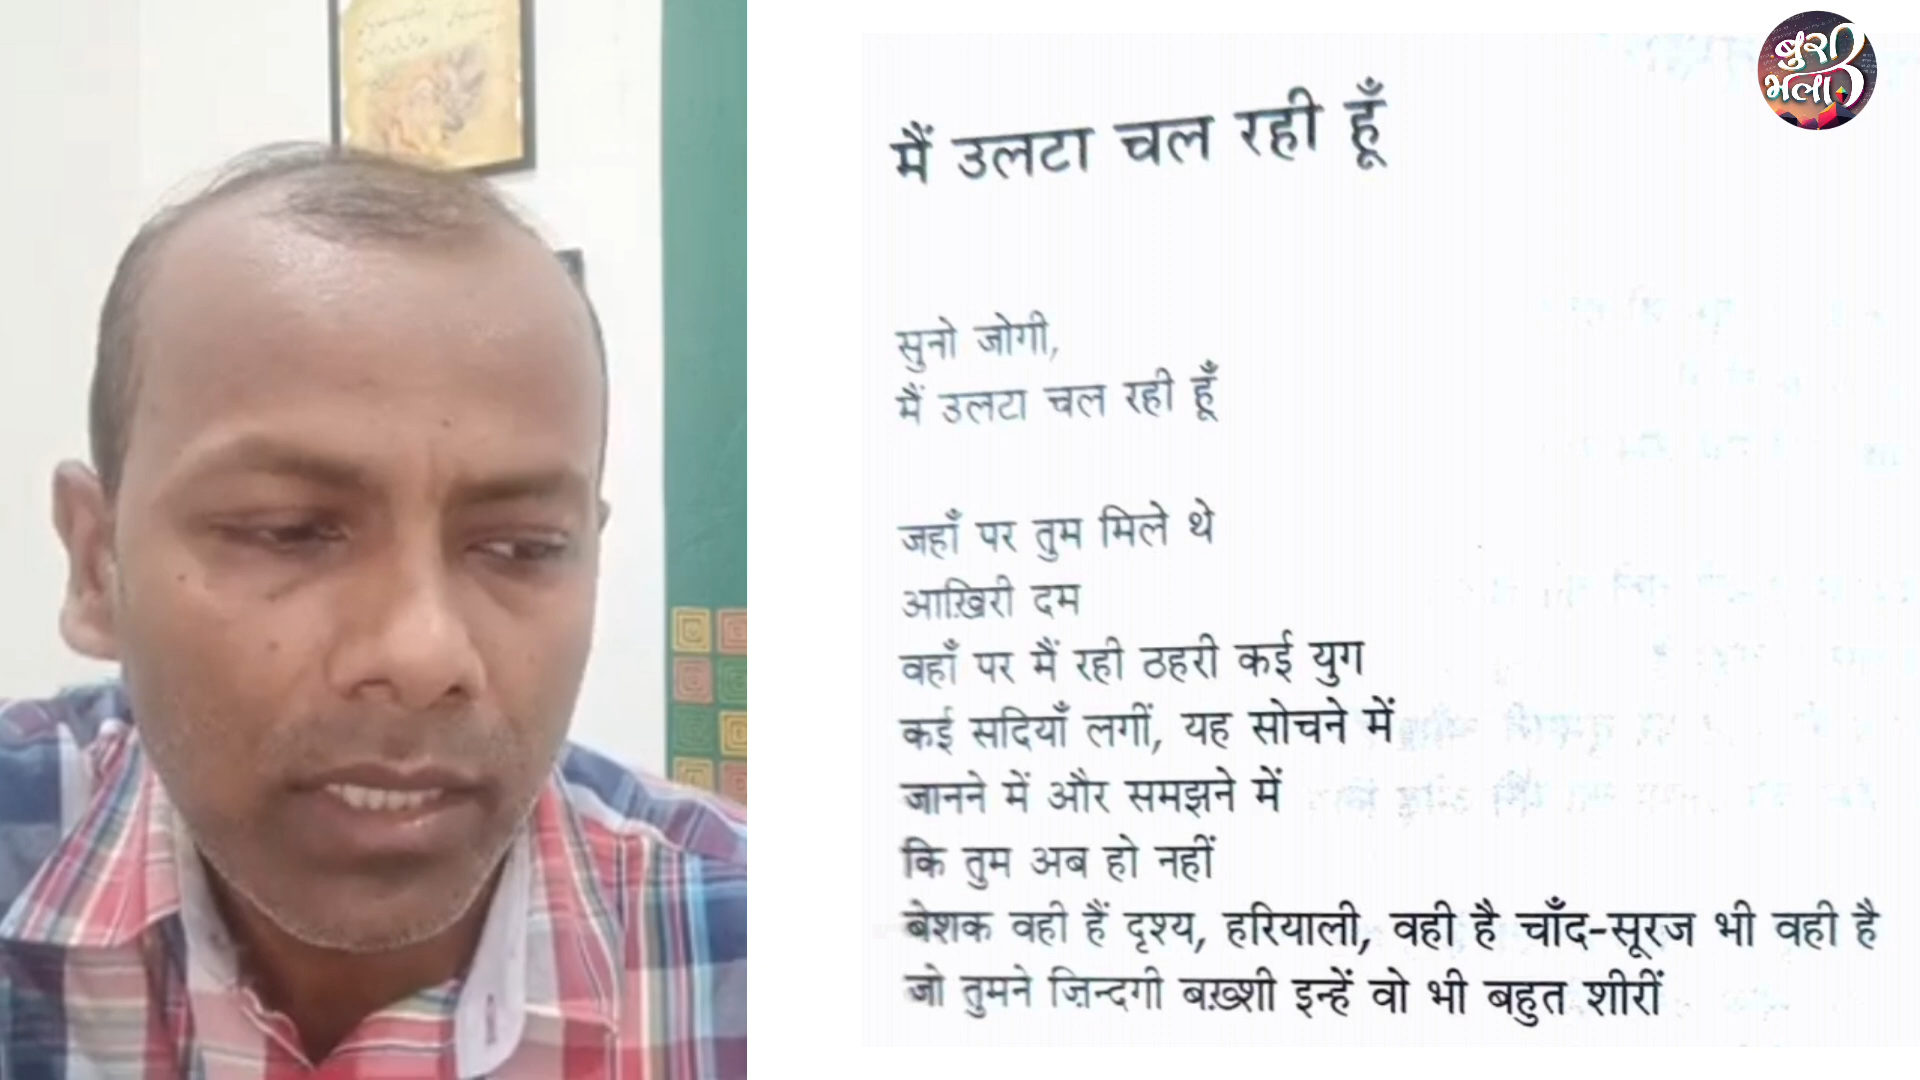 बुरा
भला
मैं उलटा चल रही हूँ
सुनो जोगी,
मैं उलटा चल रही हूँ
जहाँ पर तुम मिले थे
आख़िरी दम
वहाँ पर मैं रही ठहरी कई युग
कई सदियाँ लगीं, यह सोचने में
जानने में और समझने में
कि तुम अब हो नहीं
बेशक वही हैं दृश्य, हरियाली, वही है चाँद-सूरज भी वही है
जो तुमने ज़िन्दगी बख़्शी इन्हें वो भी बहुत शीरीं